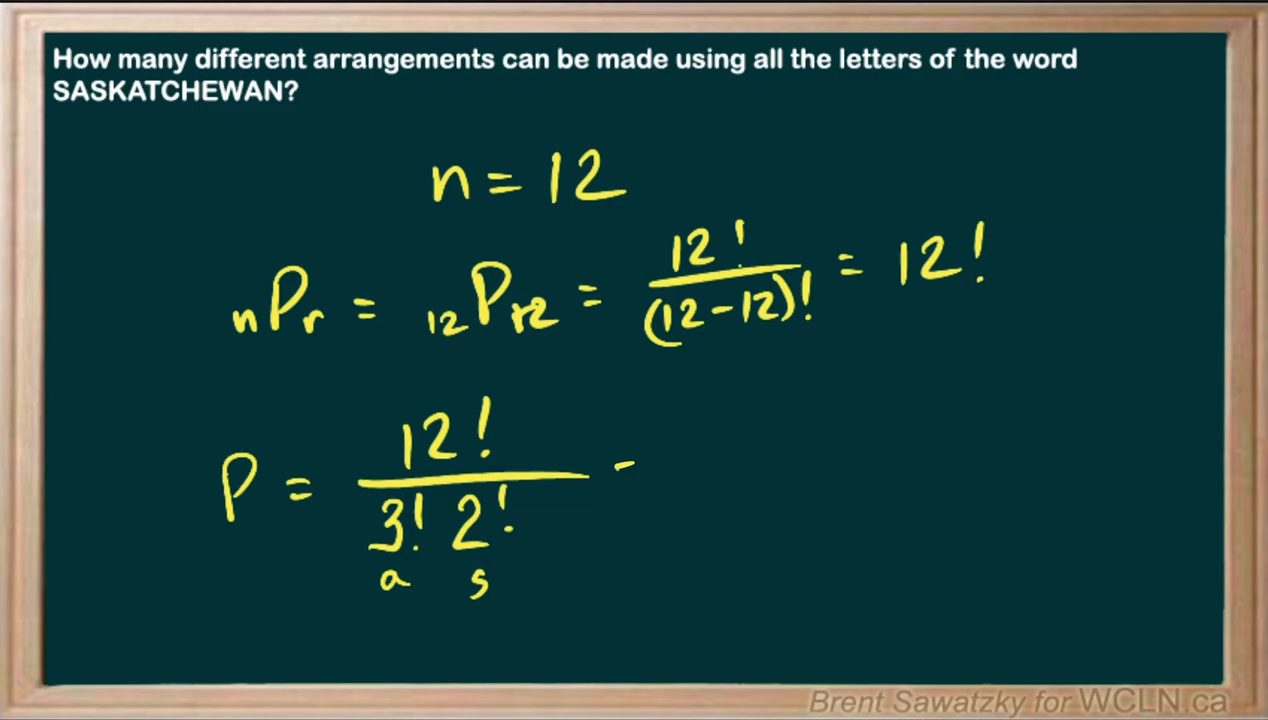 How many different arrangements can be made using all the letters of the word
SASKATCHEWAN?
n = 12
nPr = 12P12 = 12!/(12-12)! = 12!
P = 12!/3! 2! -
a s
Brent Sawatzky for WCLN.ca